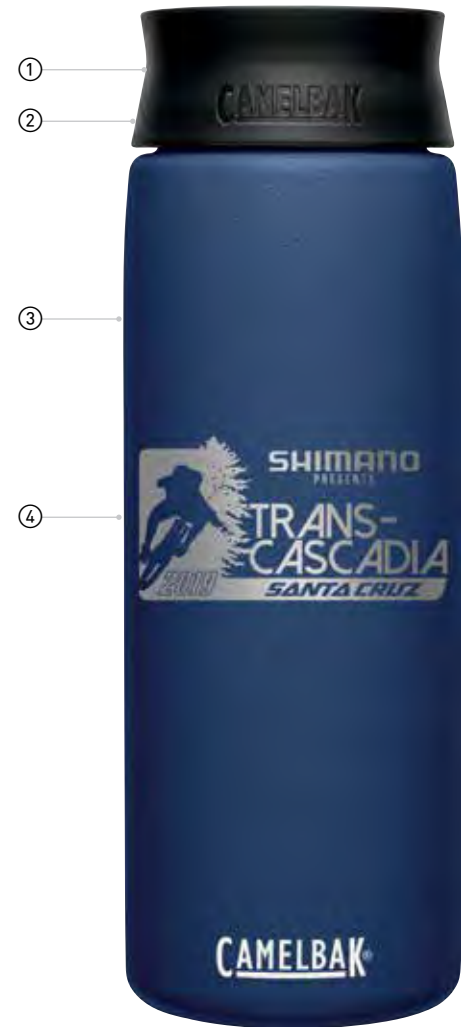 ①
CAMELBAK
②
③
SHIMANO
PRESENTS
④
TRANS-
CASCADIA
2019
SANTA CRUZ
CAMELBAK®